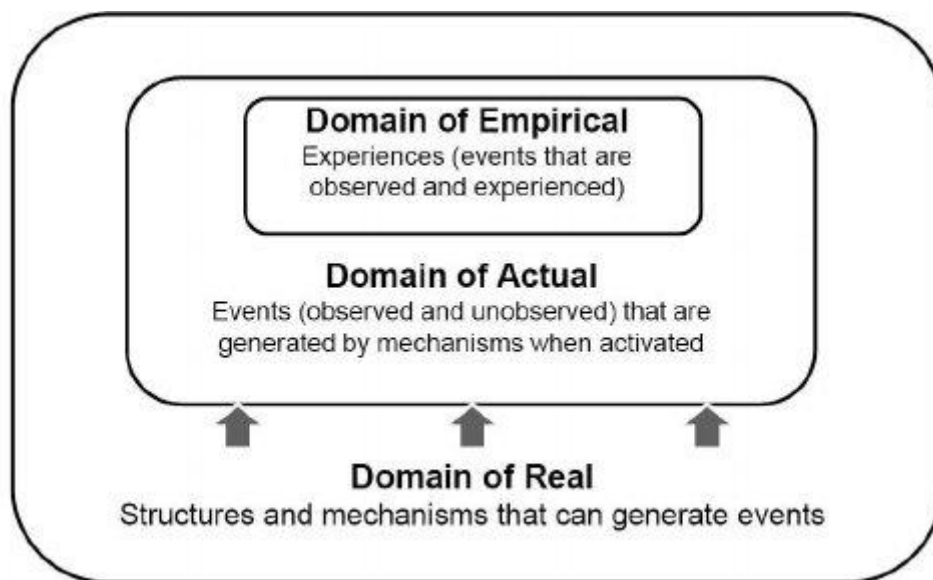 Domain of Empirical
Experiences (events that are
observed and experienced)
Domain of Actual
Events (observed and unobserved) that are
generated by mechanisms when activated
Domain of Real
Structures and mechanisms that can generate events